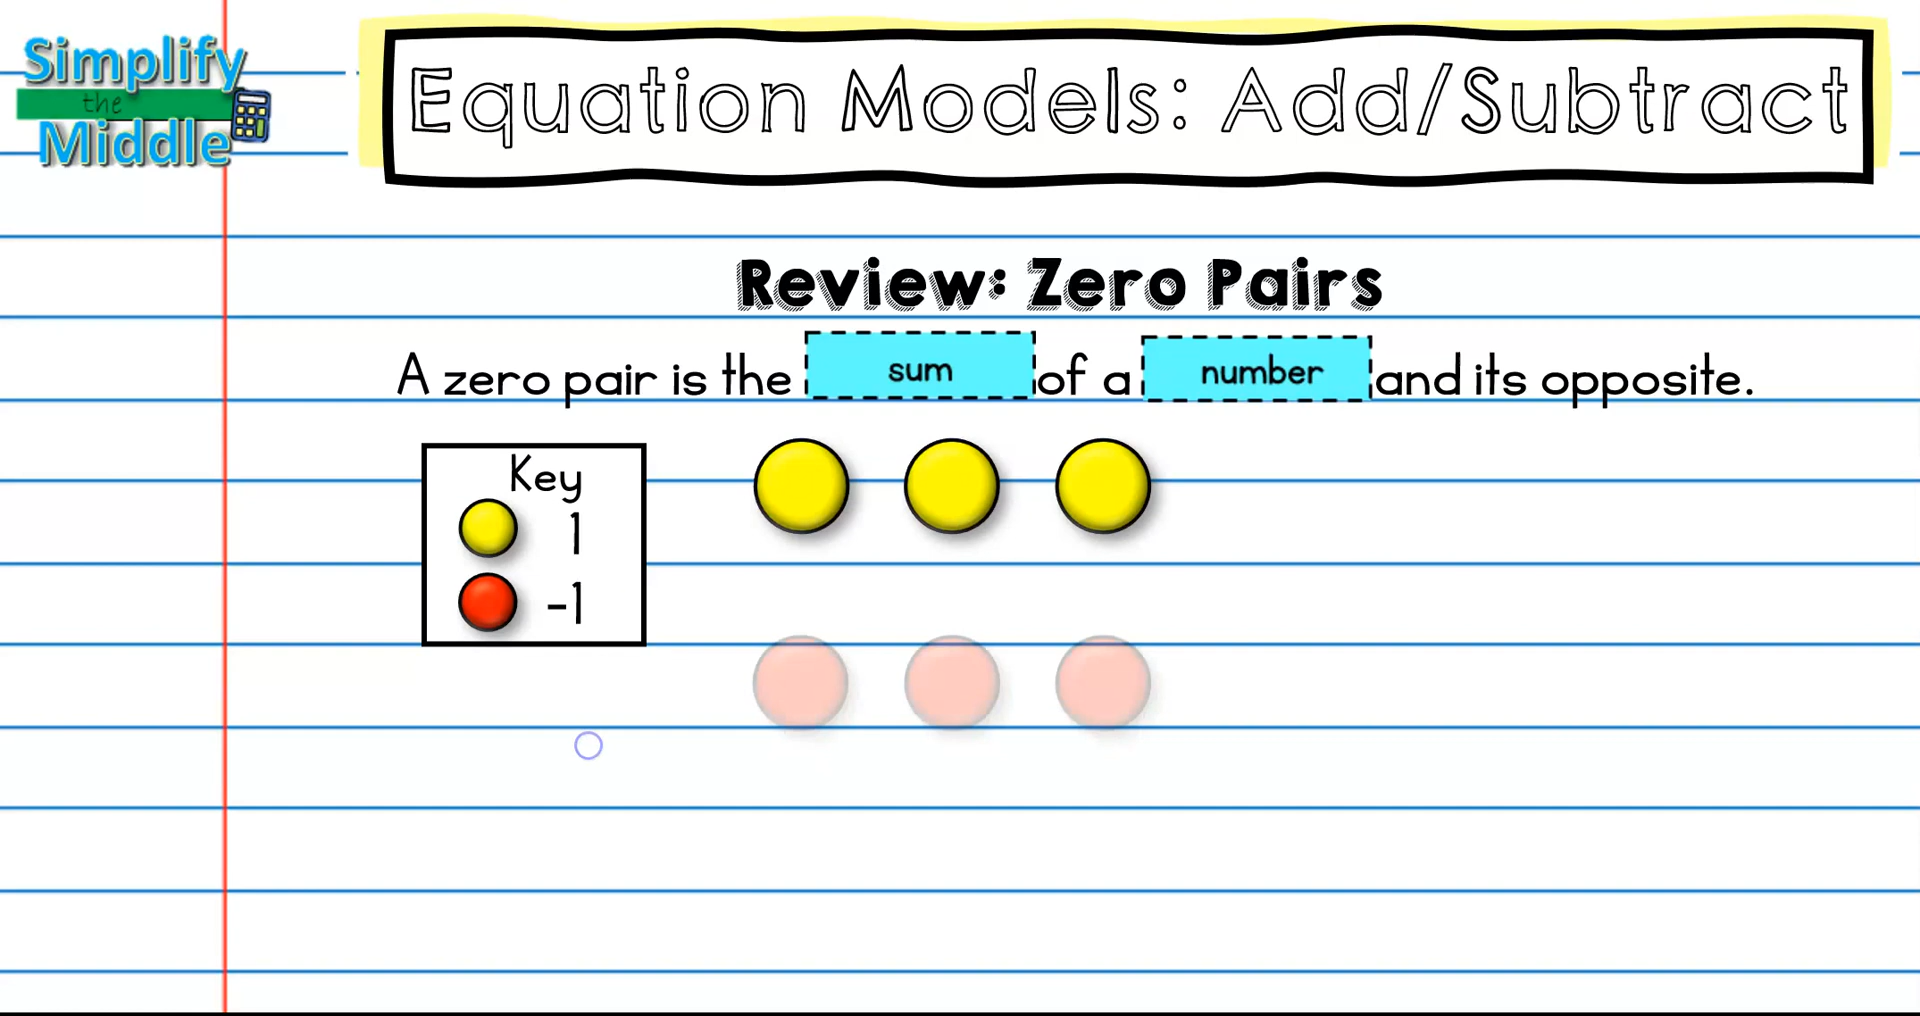 Simplify
the
Middle
Equation Models: Add/Subtract
Review: Zero Pairs
A zero pair is the sum of a number and its opposite.
Key
1
-1